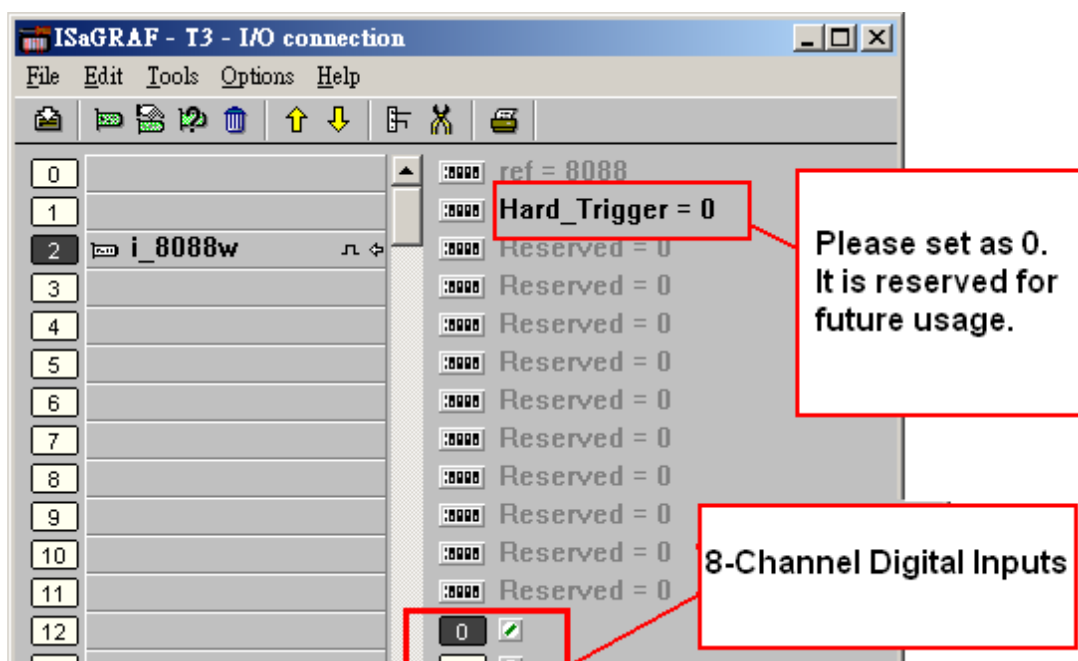 ISaGRAF - T3 - I/O connection
File Edit Tools Options Help
0
1
2 i_8088w
3
4
5
6
7
8
9
10
11
12
ref = 8088
Hard_Trigger = 0
Reserved = 0
Reserved = 0
Reserved = 0
Reserved = 0
Reserved = 0
Reserved = 0
Reserved = 0
Reserved = 0
Reserved = 0
Reserved = 0
0
Please set as 0.
It is reserved for
future usage.
8-Channel Digital Inputs